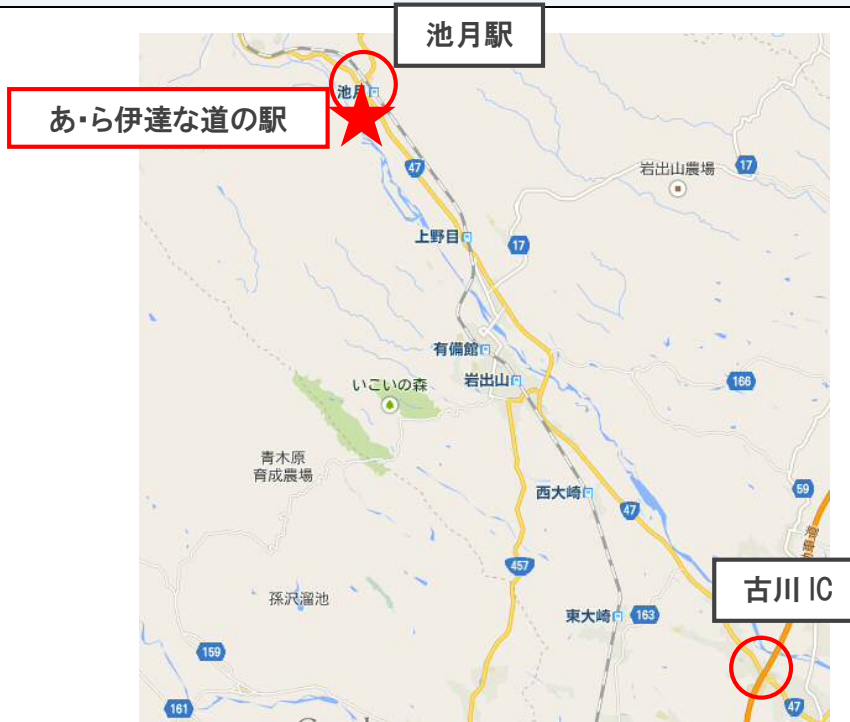 池月駅
池月
あ・ら伊達な道の駅
47
岩出山農場
17
上野目
17
有備館
いこいの森
岩出山
166
青木原
育成農場
西大崎
59
47
動車道
457
古川 IC
孫沢溜池
東大崎
163
159
161
47